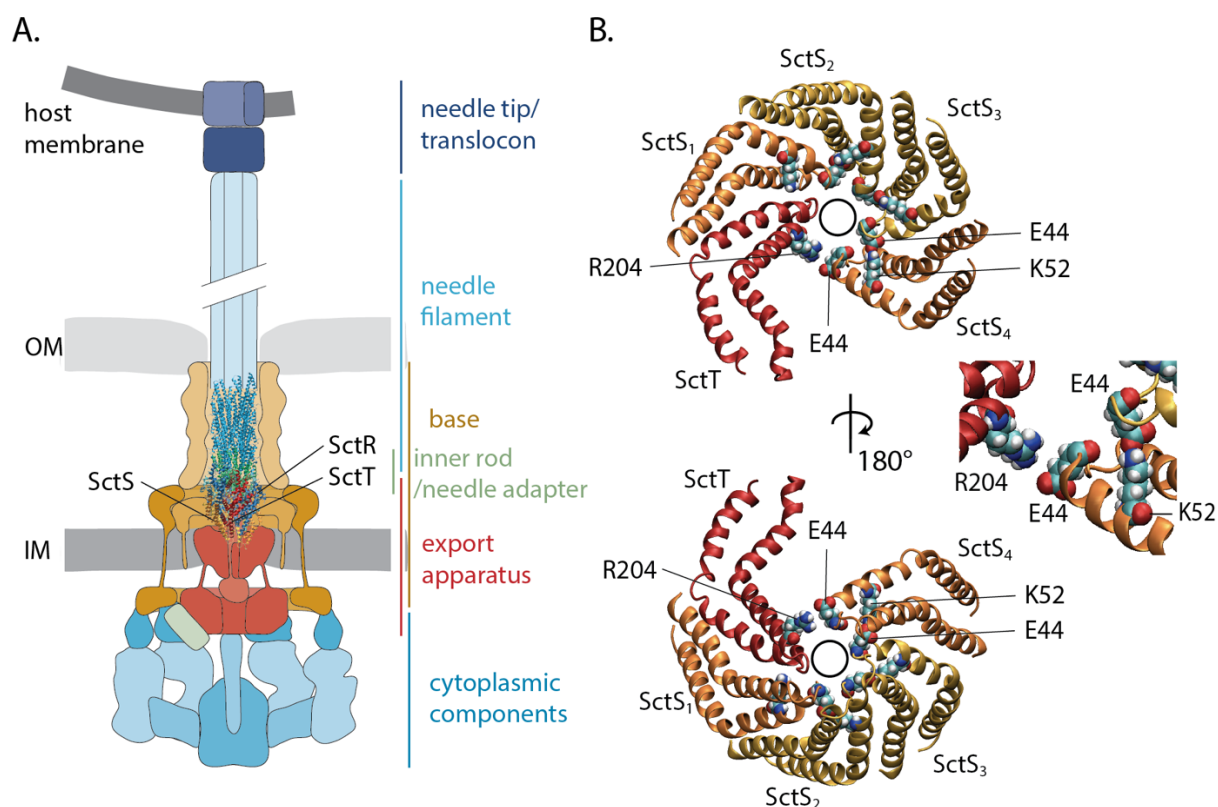 A.
host
membrane
OM
SctS
IM
SctR
SctT
needle tip/
translocon
needle
filament
base
inner rod
/needle adapter
export
apparatus
cytoplasmic
components
B.
SctS₂
SctS₃
SctS₁
E44
R204
K52
E44
SctS₄
SctT
180°
E44
R204
E44
K52
SctT
E44
SctS₄
R204
K52
E44
SctS₁
SctS₃
SctS₂